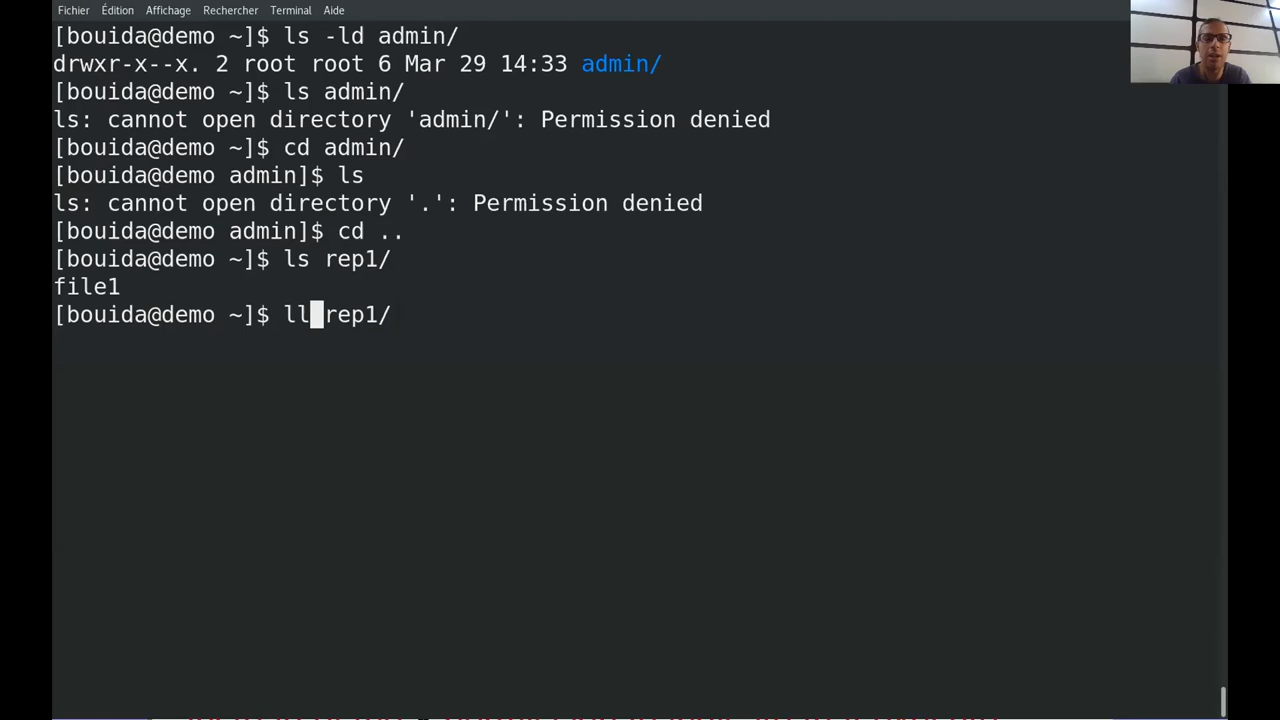 Fichier Édition Affichage Rechercher Terminal Aide
[bouida@demo ~]$ ls -ld admin/
drwxr-x--x. 2 root root 6 Mar 29 14:33 admin/
[bouida@demo ~]$ ls admin/
ls: cannot open directory 'admin/': Permission denied
[bouida@demo ~]$ cd admin/
[bouida@demo admin]$ ls
ls: cannot open directory '.': Permission denied
[bouida@demo admin]$ cd ..
[bouida@demo ~]$ ls rep1/
file1
[bouida@demo ~]$ ll rep1/